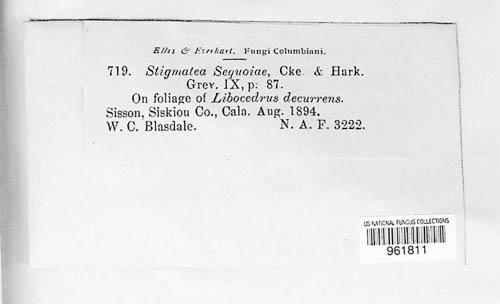 Ellis & Everhart. Fungi Columbiani.
719. Stigmatea Sequoiae, Cke. & Hark.
Grev. IX, p. 87.
On foliage of Libocedrus decurrens.
Sisson, Siskiou Co., Cala. Aug. 1894.
W. C. Blasdale. N. A. F. 3222.
US NATIONAL FUNGUS COLLECTIONS
961811